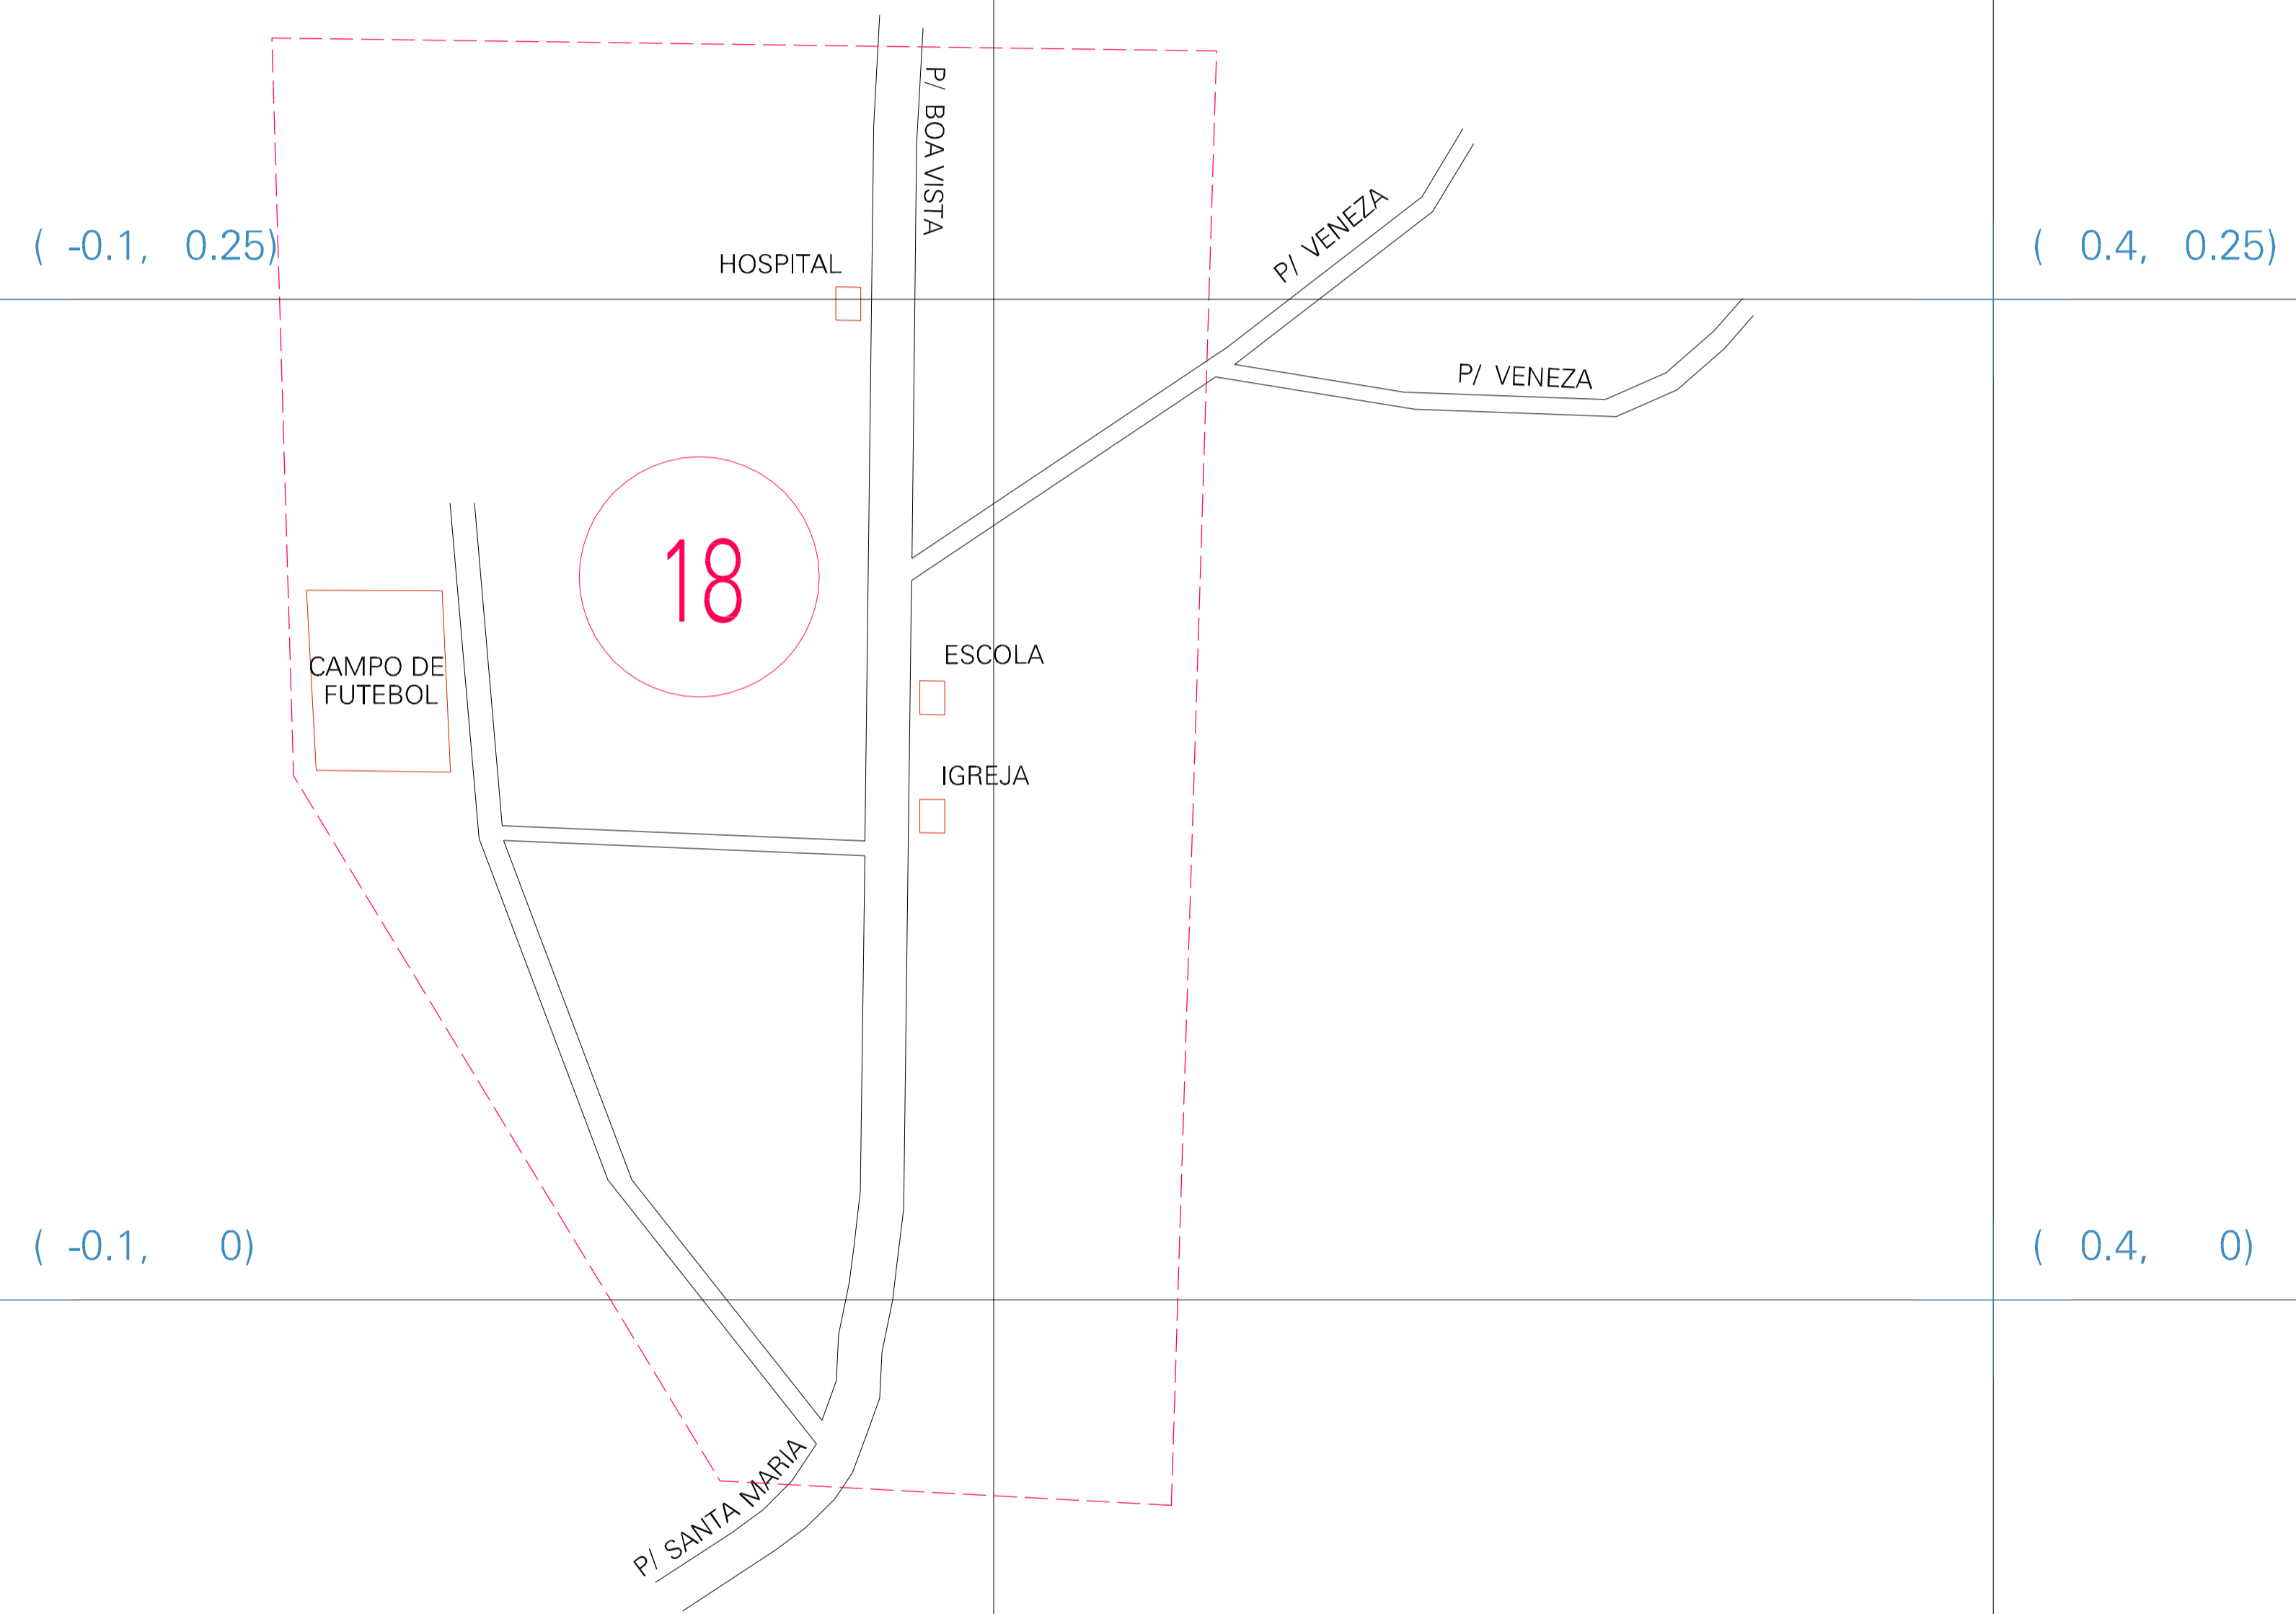 P/ BOA VISTA
P/ VENEZA
( -0.1, 0.25)
HOSPITAL
( 0.4, 0.25)
P/ VENEZA
18
ESCOLA
CAMPO DE
FUTEBOL
IGREJA
( -0.1, 0)
( 0.4, 0)
P/ SANTA MARIA